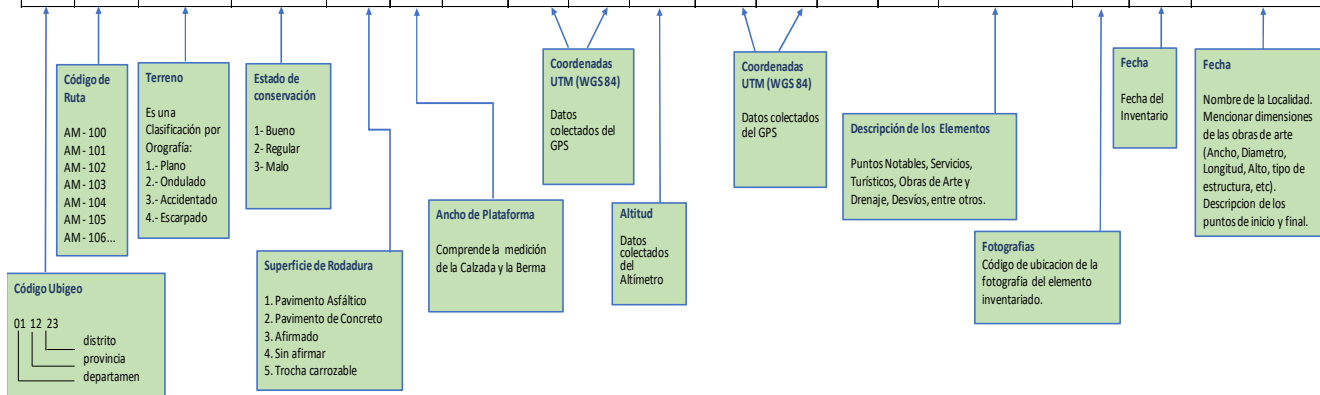 Código de
Ruta
AM - 100
AM - 101
AM - 102
AM - 103
AM - 104
AM - 105
AM - 106...
Terreno
Es una
Clasificación por
Orografía:
1.- Plano
2.- Ondulado
3.- Accidentado
4.- Escarpado
Estado de
conservación
1- Bueno
2- Regular
3- Malo
Coordenadas
UTM (WGS 84)
Datos
colectados del
GPS
Coordenadas
UTM (WGS 84)
Datos colectados
del GPS
Descripción de los Elementos
Puntos Notables, Servicios,
Turísticos, Obras de Arte y
Drenaje, Desvíos, entre otros.
Fecha
Fecha del
Inventario
Fecha
Nombre de la Localidad.
Mencionar dimensiones
de las obras de arte
(Ancho, Diametro,
Longitud, Alto, tipo de
estructura, etc).
Descripcion de los
puntos de inicio y final.
Código Ubigeo
01 12 23
distrito
provincia
departamen
Superficie de Rodadura
1. Pavimento Asfáltico
2. Pavimento de Concreto
3. Afirmado
4. Sin afirmar
5. Trocha carrozable
Ancho de Plataforma
Comprende la medición
de la Calzada y la Berma
Altitud
Datos
colectados
del
Altímetro
Fotografias
Código de ubicacion de la
fotografia del elemento
inventariado.